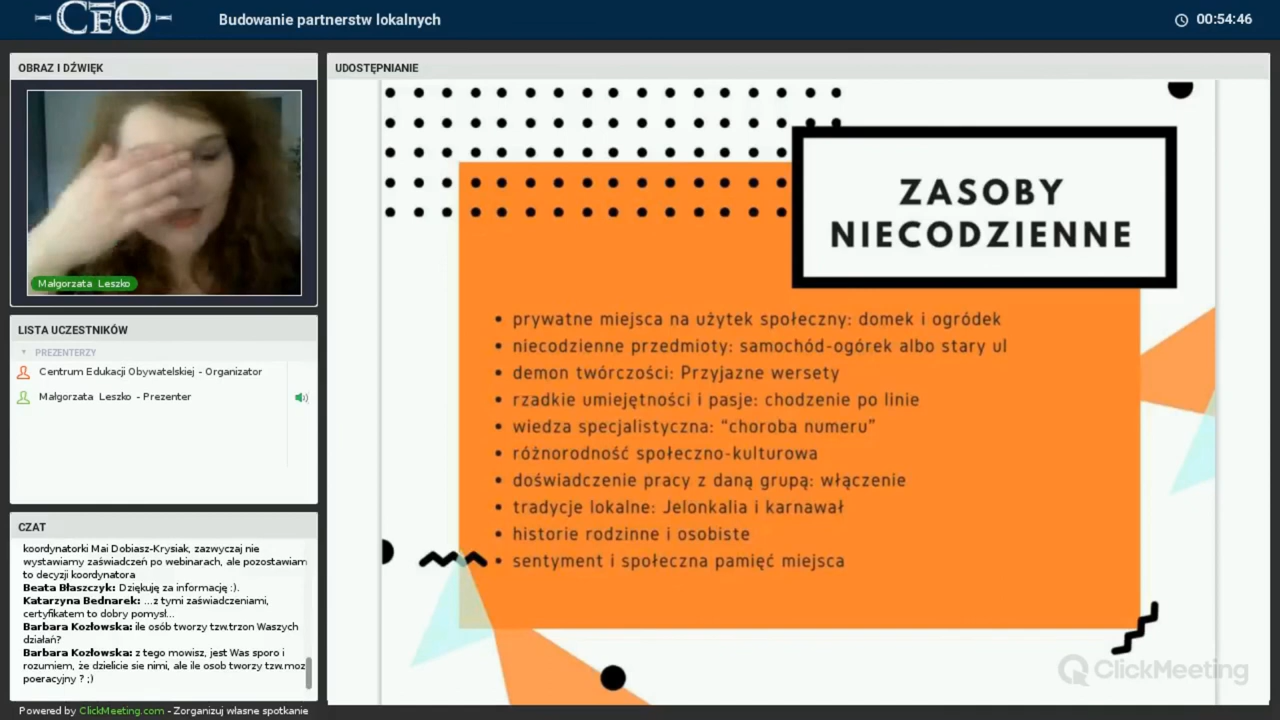 CEO
Budowanie partnerstw lokalnych
00:54:46
OBRAZ I DŹWIĘK
Małgorzata Leszko
LISTA UCZESTNIKÓW
PREZENTERZY
Centrum Edukacji Obywatelskiej - Organizator
Małgorzata Leszko - Prezenter
CZAT
koordynatorki Mai Dobiasz-Krysiak, zazwyczaj nie
wystawiamy zaświadczeń po webinarach, ale pozostawiam
to decyzji koordynatora
Beata Błaszczyk: Dziękuję za informację :).
Katarzyna Bednarek: ...z tymi zaświadczeniami,
certyfikatem to dobry pomysł...
Barbara Kozłowska: ile osób tworzy tzw.trzon Waszych
działań?
Barbara Kozłowska: z tego mowisz, jest Was sporo i
rozumiem, że dzielicie sie nimi, ale ile osob tworzy tzw.moz
poeracyjny ? ;)
Powered by ClickMeeting.com - Zorganizuj własne spotkanie
UDOSTĘPNIANIE
ZASOBY
NIECODZIENNE
• prywatne miejsca na użytek społeczny: domek i ogródek
• niecodzienne przedmioty: samochód-ogórek albo stary ul
• demon twórczości: Przyjazne wersety
• rzadkie umiejętności i pasje: chodzenie po linie
• wiedza specjalistyczna: “choroba numeru”
• różnorodność społeczno-kulturowa
• doświadczenie pracy z daną grupą: włączenie
• tradycje lokalne: Jelonkalia i karnawał
• historie rodzinne i osobiste
• sentyment i społeczna pamięć miejsca
ClickMeeting